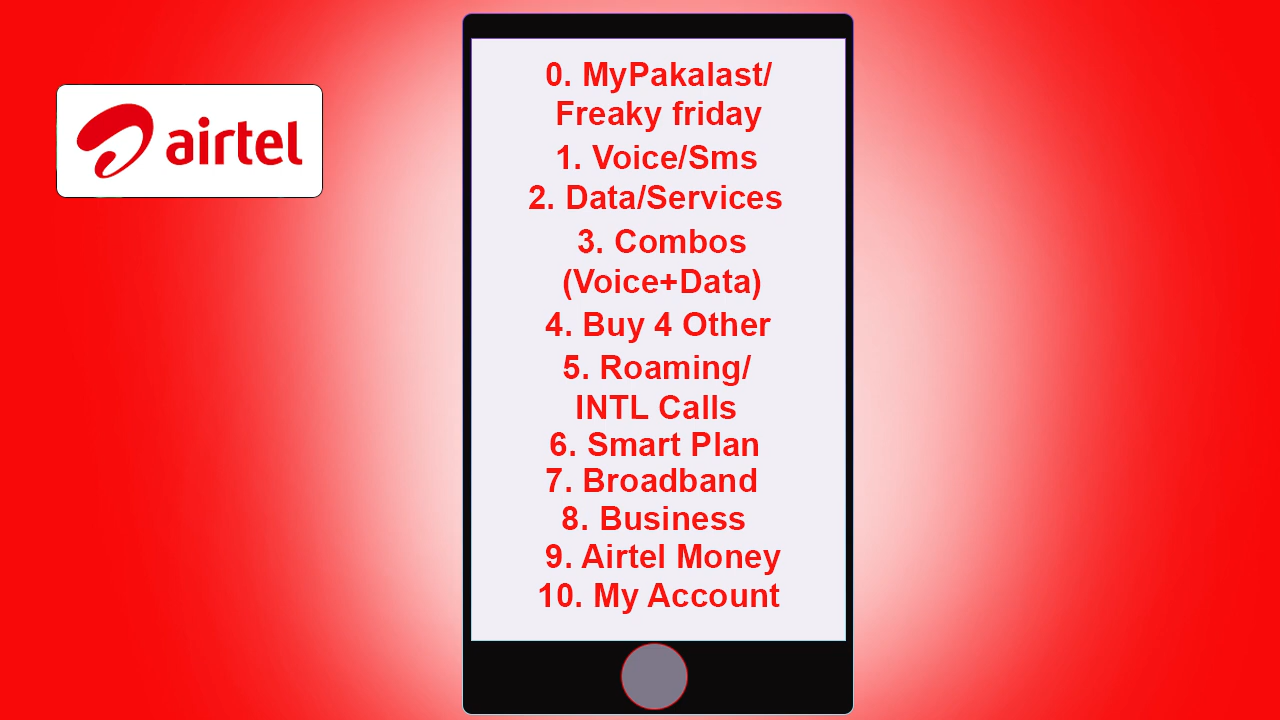 airtel
0. MyPakalast/
Freaky friday
1. Voice/Sms
2. Data/Services
3. Combos
(Voice+Data)
4. Buy 4 Other
5. Roaming/
INTL Calls
6. Smart Plan
7. Broadband
8. Business
9. Airtel Money
10. My Account